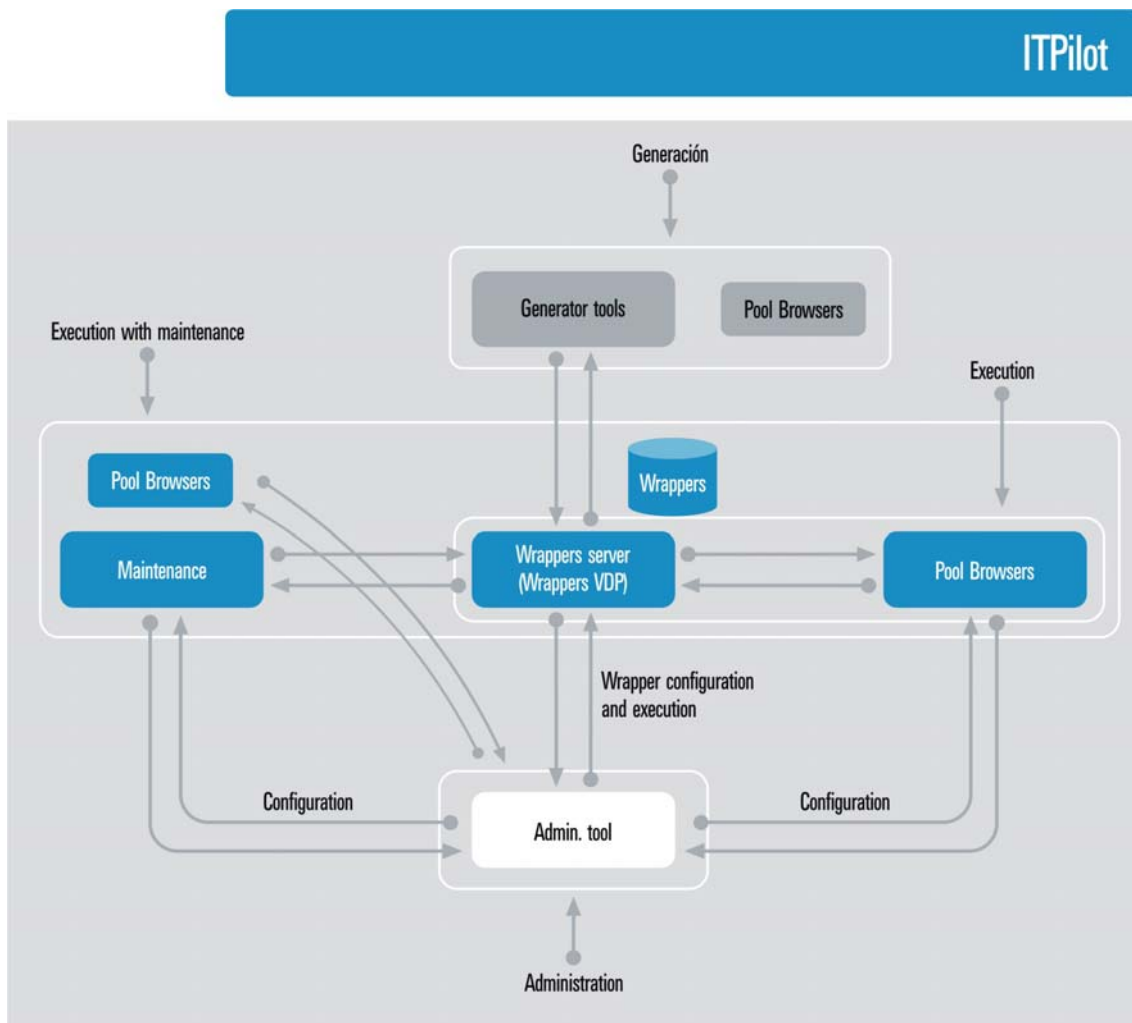 ITPilot
Generación
Generator tools
Pool Browsers
Execution with maintenance
Execution
Pool Browsers
Wrappers
Maintenance
Wrappers server
(Wrappers VDP)
Pool Browsers
Wrapper configuration
and execution
Configuration
Configuration
Admin. tool
Administration